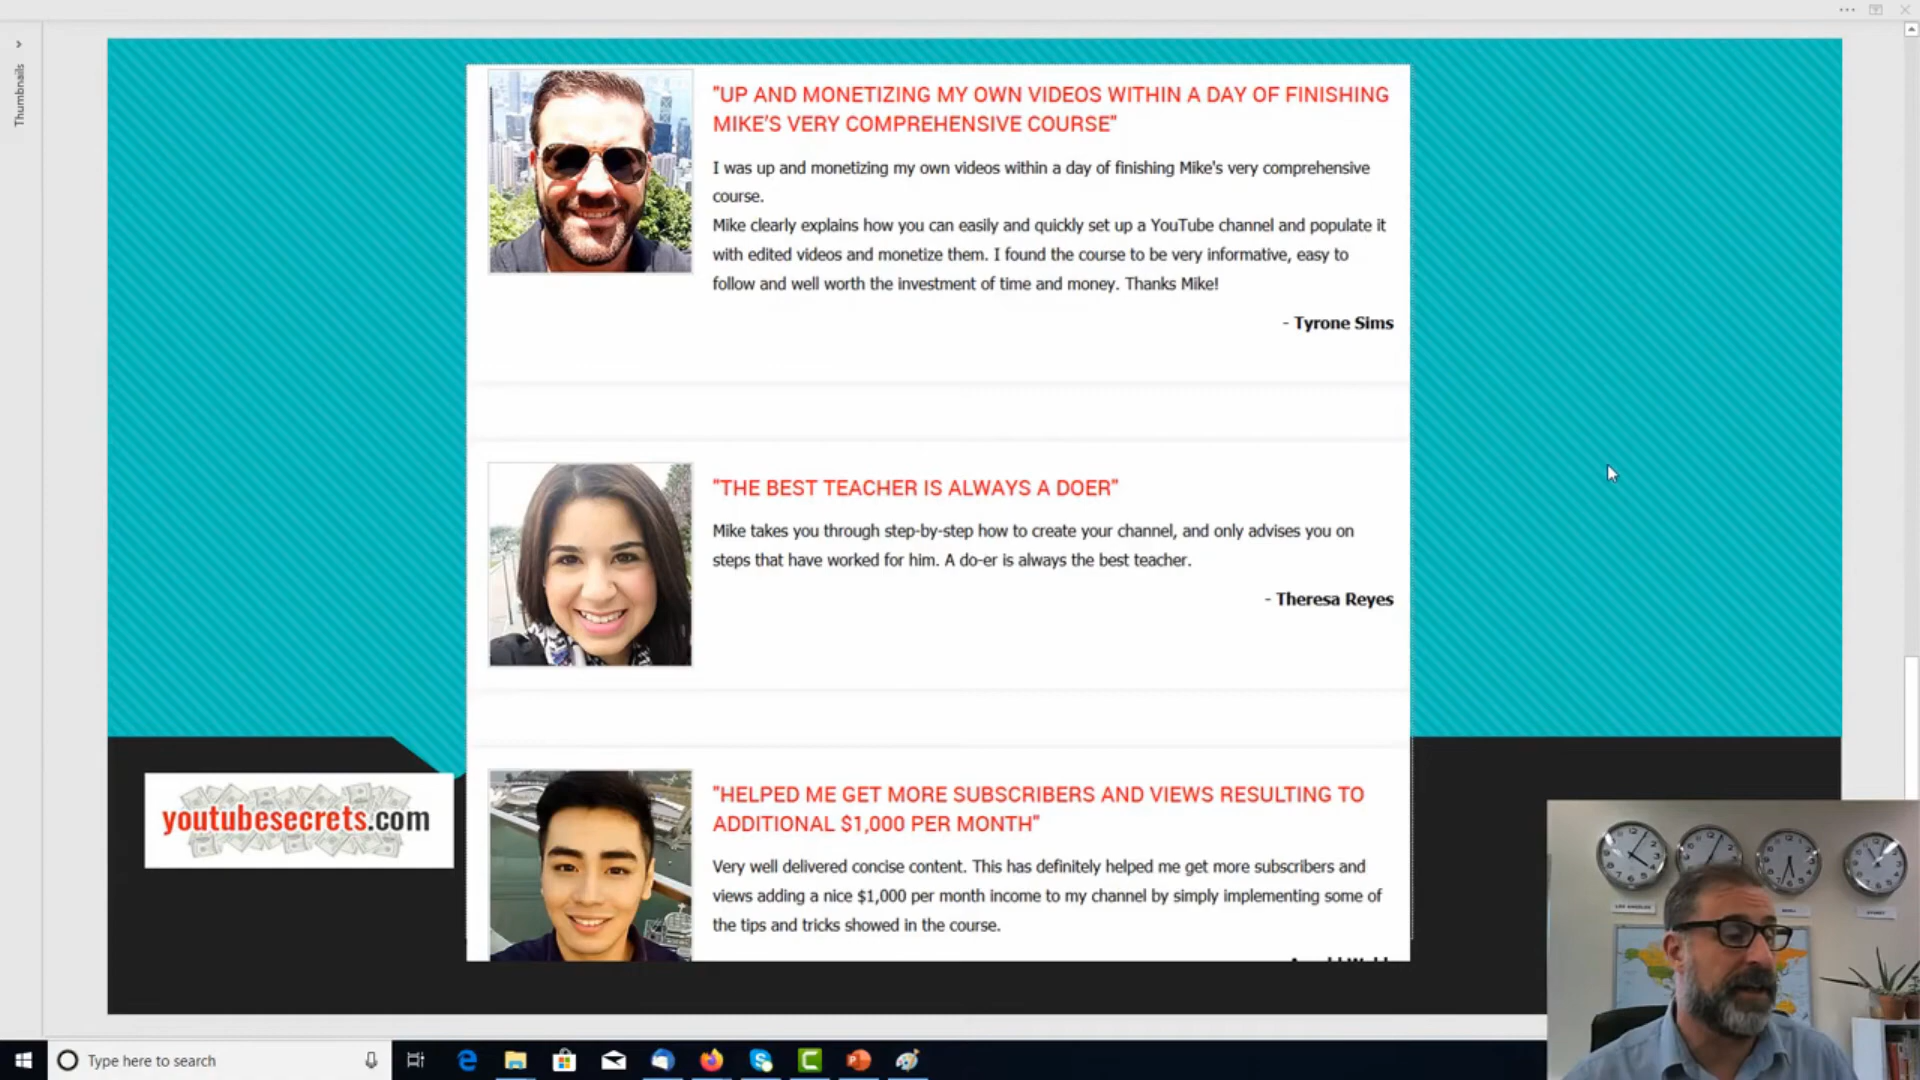 Thumbnails
"UP AND MONETIZING MY OWN VIDEOS WITHIN A DAY OF FINISHING
MIKE'S VERY COMPREHENSIVE COURSE"
I was up and monetizing my own videos within a day of finishing Mike's very comprehensive
course.
Mike clearly explains how you can easily and quickly set up a YouTube channel and populate it
with edited videos and monetize them. I found the course to be very informative, easy to
follow and well worth the investment of time and money. Thanks Mike!
- Tyrone Sims
"THE BEST TEACHER IS ALWAYS A DOER"
Mike takes you through step-by-step how to create your channel, and only advises you on
steps that have worked for him. A do-er is always the best teacher.
- Theresa Reyes
"HELPED ME GET MORE SUBSCRIBERS AND VIEWS RESULTING TO
ADDITIONAL $1,000 PER MONTH"
Very well delivered concise content. This has definitely helped me get more subscribers and
views adding a nice $1,000 per month income to my channel by simply implementing some of
the tips and tricks showed in the course.
youtubesecrets.com
LOS ANGELES
Type here to search